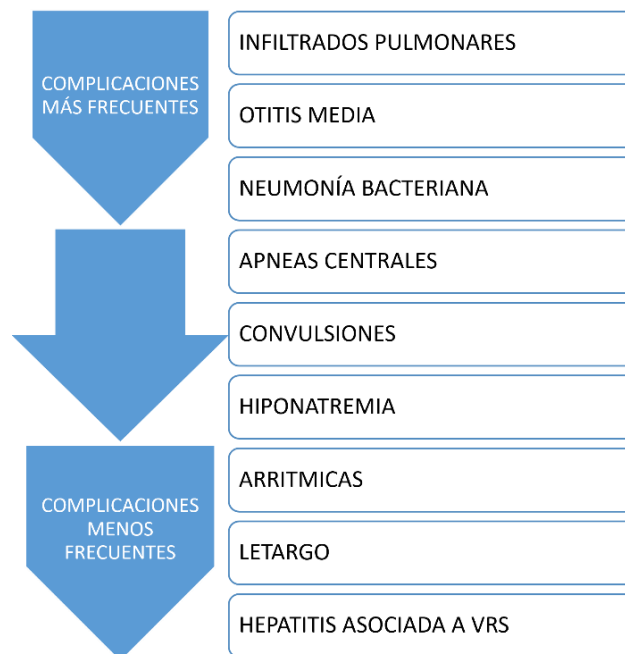 COMPLICACIONES
MÁS FRECUENTES
INFILTRADOS PULMONARES
OTITIS MEDIA
NEUMONÍA BACTERIANA
APNEAS CENTRALES
CONVULSIONES
HIPONATREMIA
COMPLICACIONES
MENOS
FRECUENTES
ARRITMICAS
LETARGO
HEPATITIS ASOCIADA A VRS